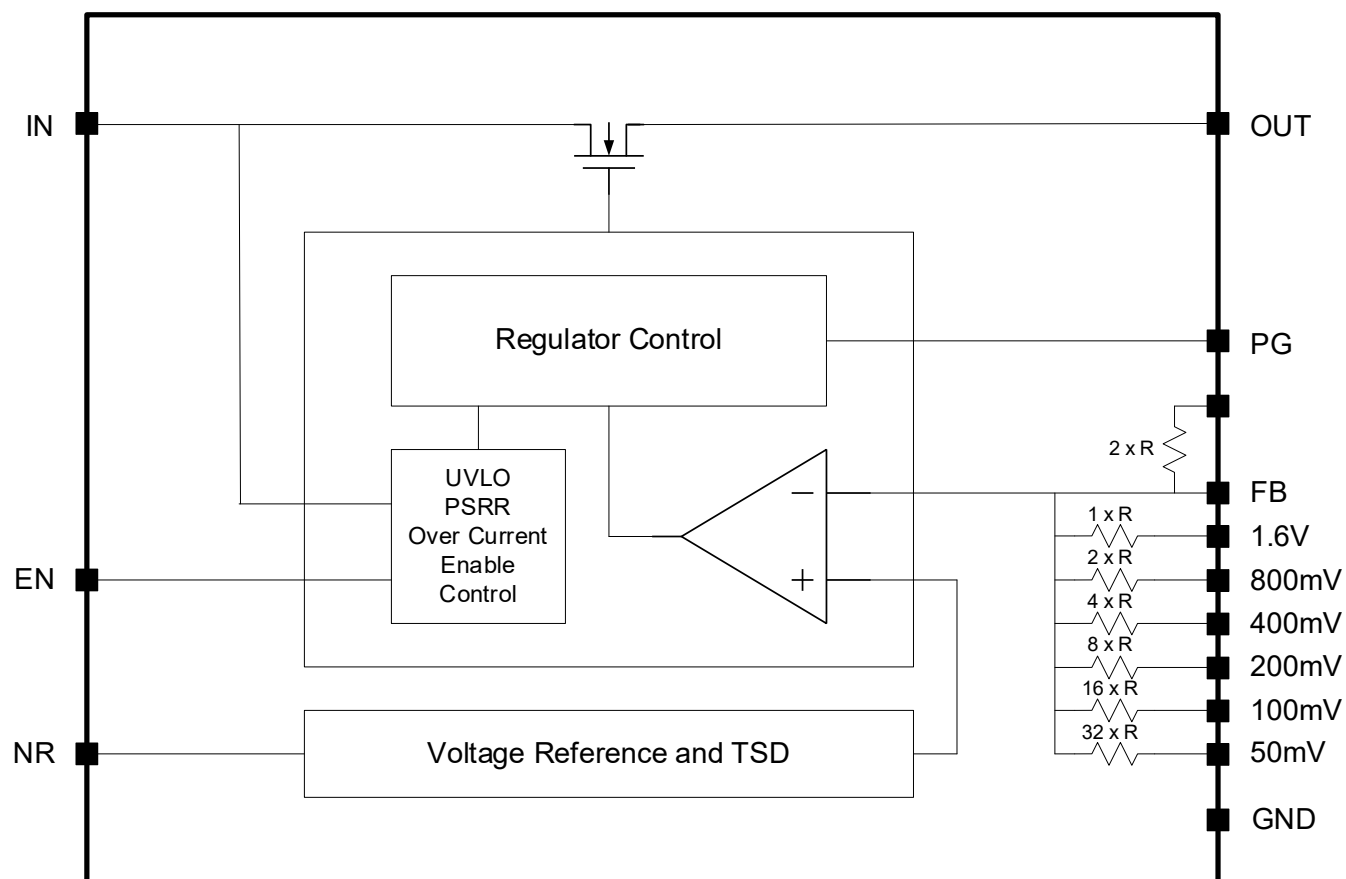 IN
OUT
Regulator Control
PG
2 x R
UVLO
PSRR
Over Current
Enable
Control
−
FB
1 x R
1.6V
EN
+
2 x R
800mV
4 x R
400mV
8 x R
200mV
16 x R
100mV
NR
Voltage Reference and TSD
32 x R
50mV
GND